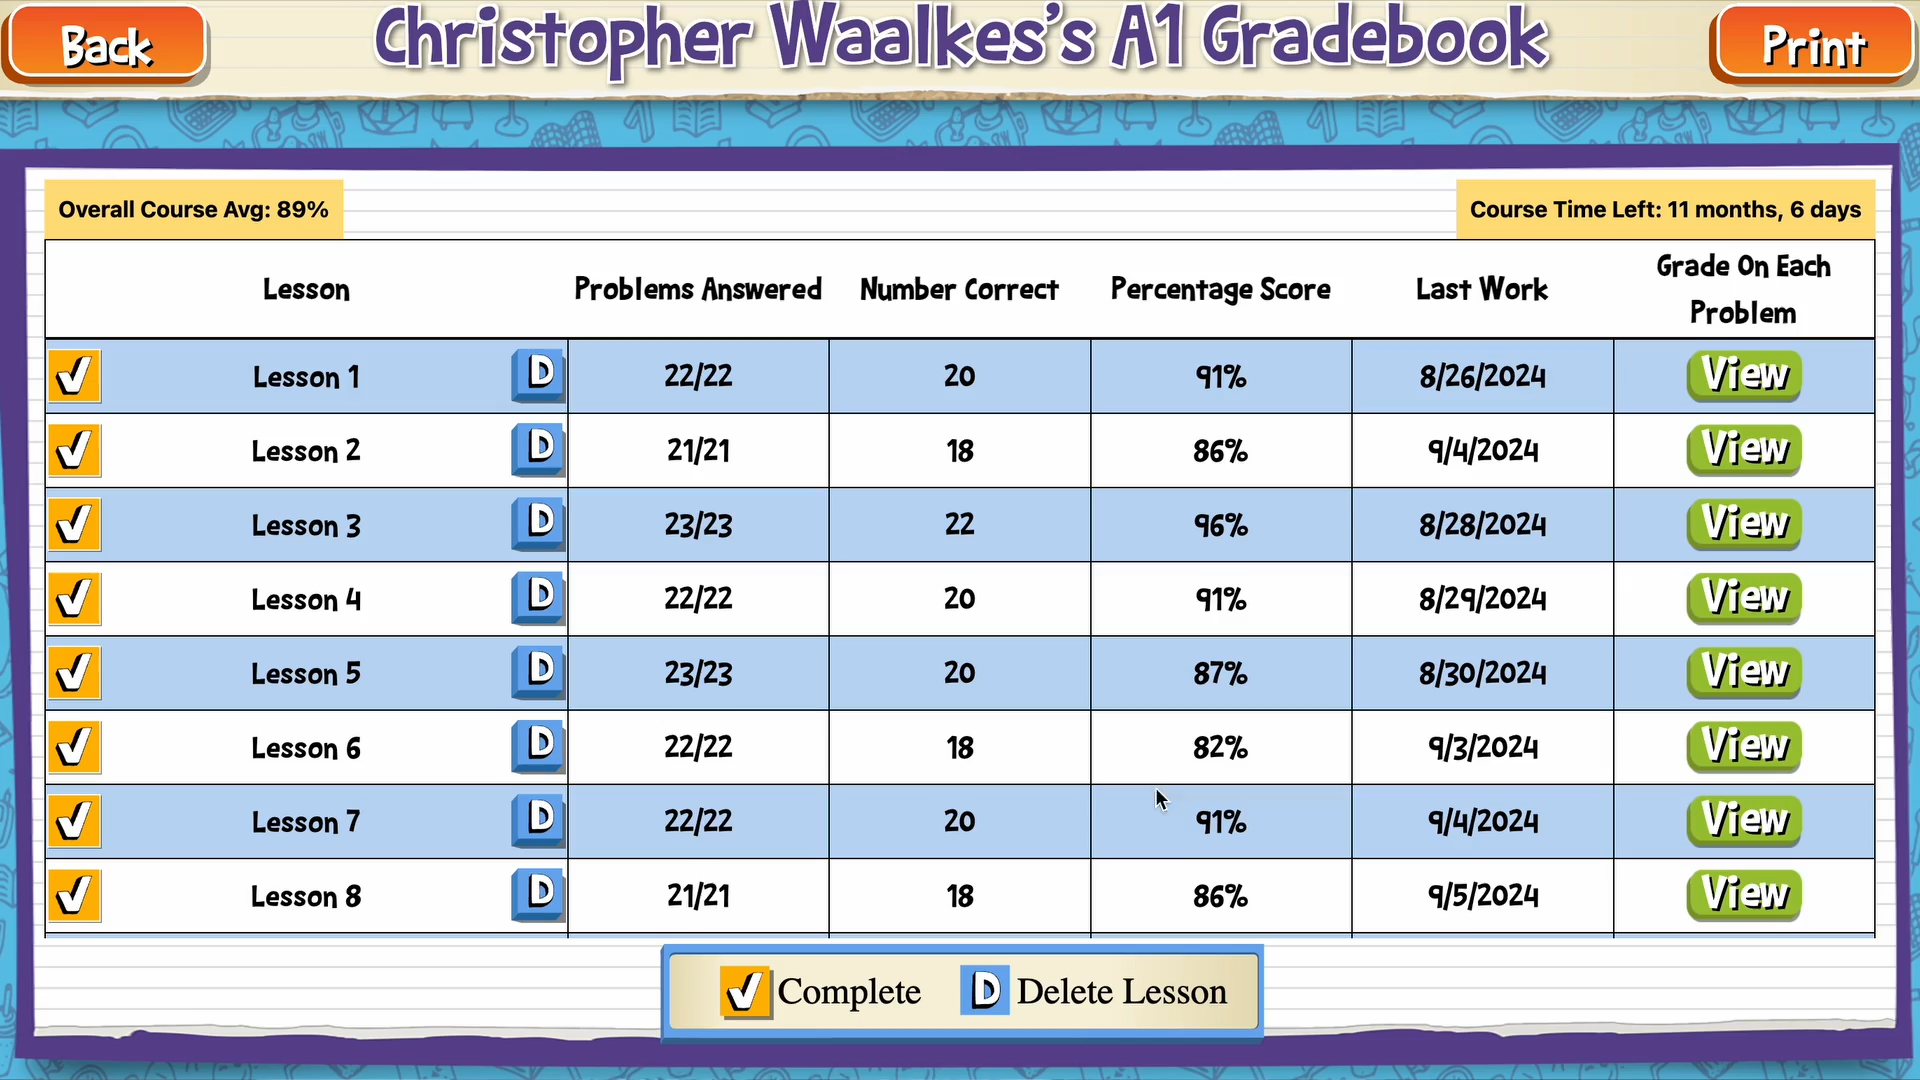 Back
Christopher Waalkes's A1 Gradebook
Print
Overall Course Avg: 89%
Course Time Left: 11 months, 6 days
Lesson Problems Answered Number Correct Percentage Score Last Work Grade On Each Problem
Lesson 1 D 22/22 20 91% 8/26/2024 View
Lesson 2 D 21/21 18 86% 9/4/2024 View
Lesson 3 D 23/23 22 96% 8/28/2024 View
Lesson 4 D 22/22 20 91% 8/29/2024 View
Lesson 5 D 23/23 20 87% 8/30/2024 View
Lesson 6 D 22/22 18 82% 9/3/2024 View
Lesson 7 D 22/22 20 91% 9/4/2024 View
Lesson 8 D 21/21 18 86% 9/5/2024 View
Complete D Delete Lesson